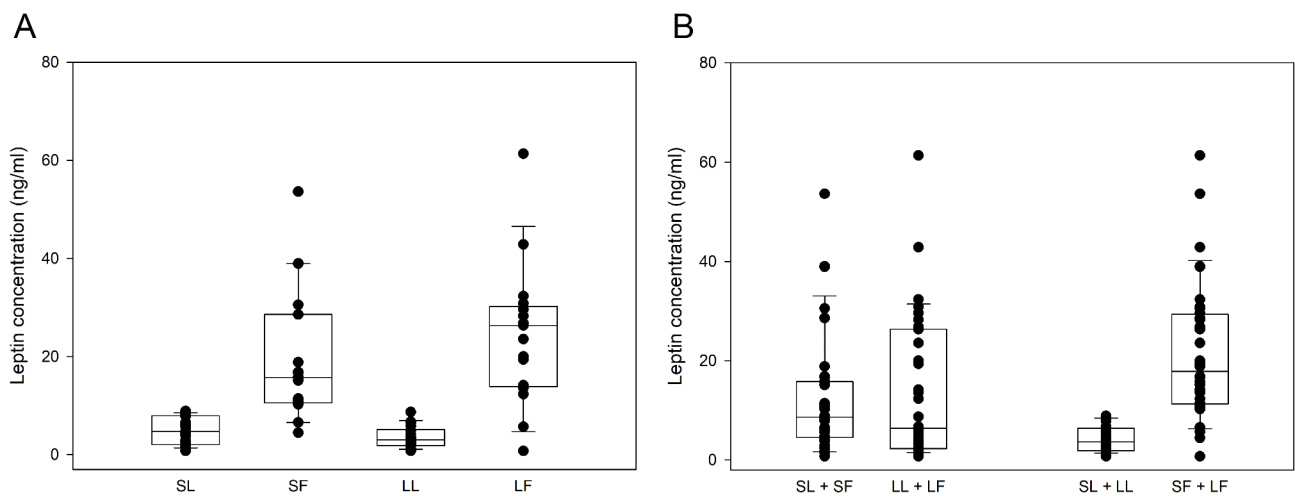 A
B
80
60
40
20
0
Leptin concentration (ng/ml)
SL
SF
LL
LF
80
60
40
20
0
Leptin concentration (ng/ml)
SL + SF
LL + LF
SL + LL
SF + LF